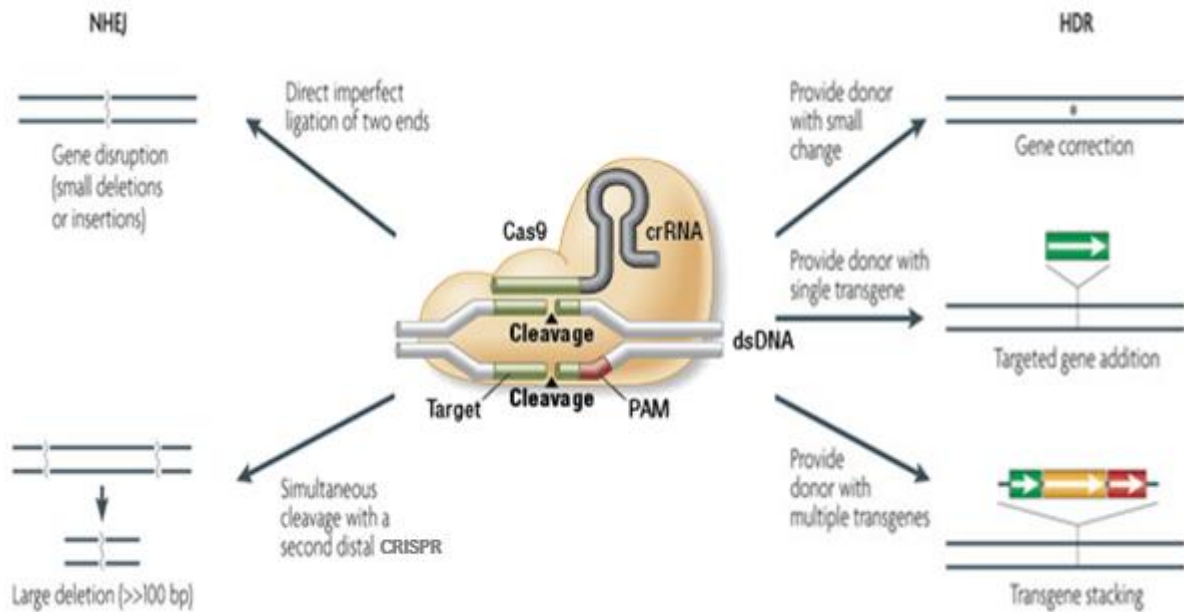 NHEJ
Direct imperfect
ligation of two ends
Gene disruption
(small deletions
or insertions)
Simultaneous
cleavage with a
second distal CRISPR
Large deletion (>>100 bp)
Cas9
crRNA
Cleavage
dsDNA
Target
Cleavage
PAM
HDR
Provide donor
with small
change
Gene correction
Provide donor with
single transgene
Targeted gene addition
Provide
donor with
multiple transgenes
Transgene stacking